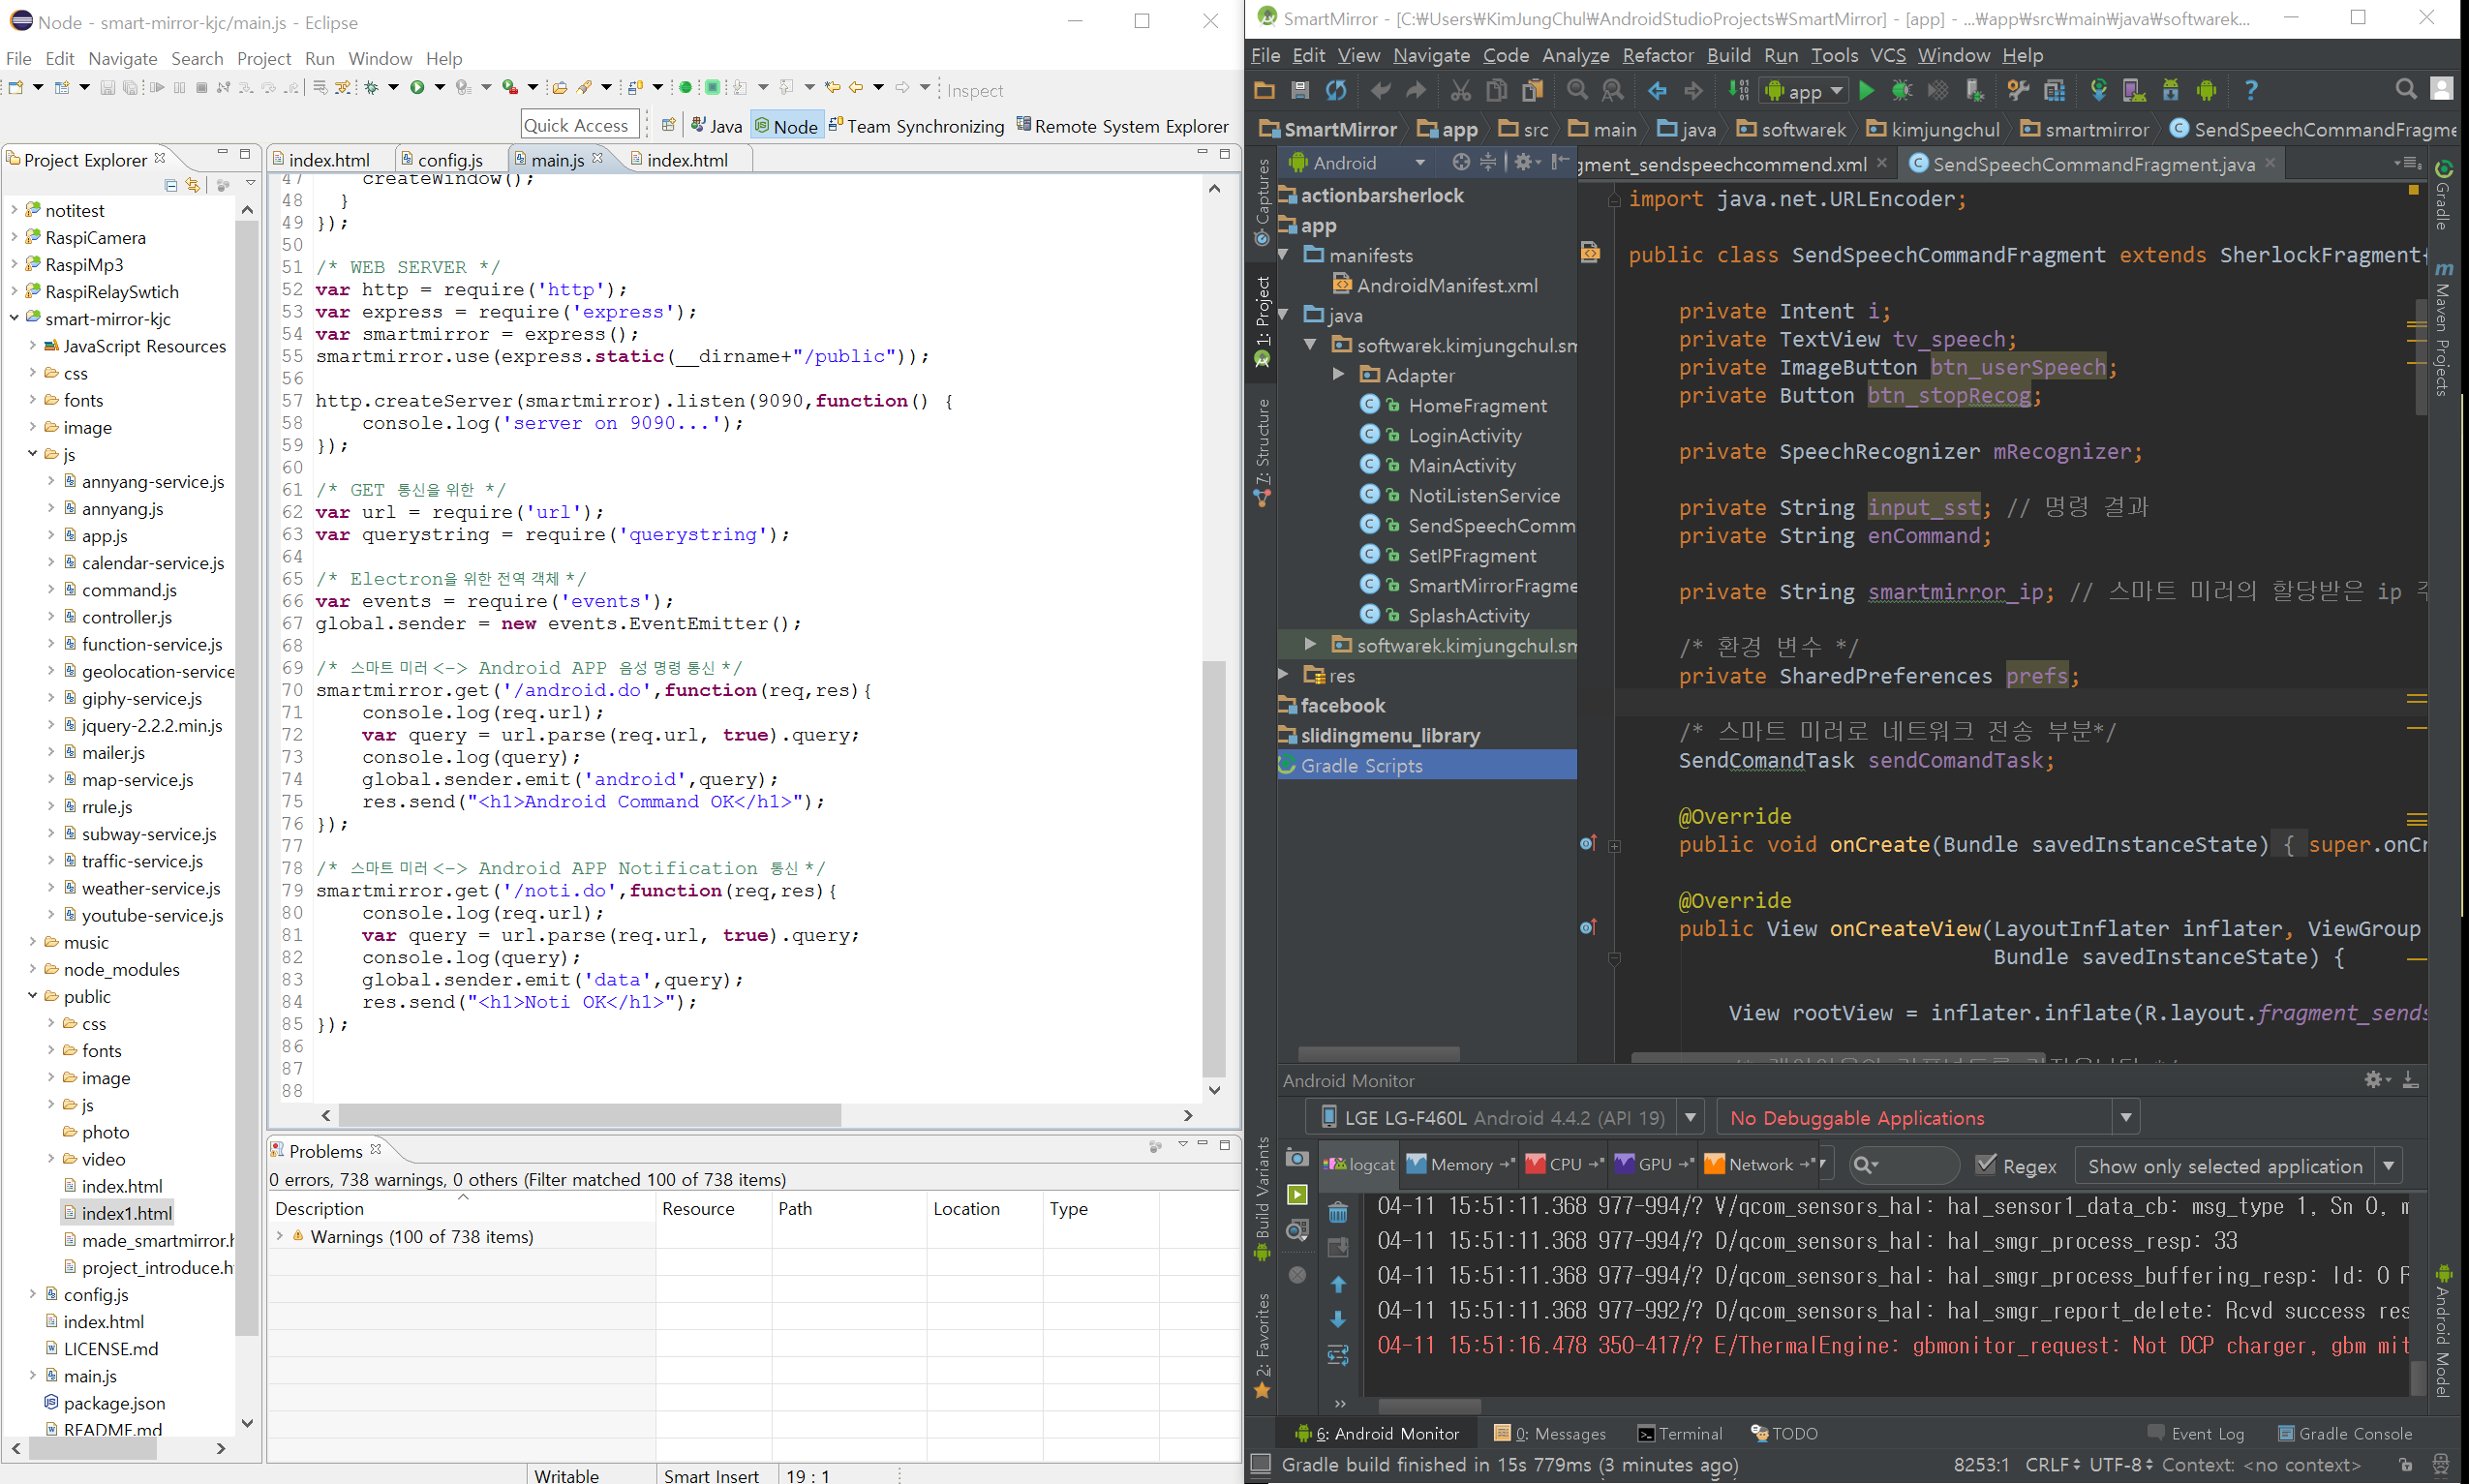 Node - smart-mirror-kjc/main.js - Eclipse
File Edit Navigate Search Project Run Window Help
Inspect
Quick Access
Java
Node
Team Synchronizing
Remote System Explorer
Project Explorer
notitest
RaspiCamera
RaspiMp3
RaspiRelaySwtich
smart-mirror-kjc
JavaScript Resources
css
fonts
image
js
annyang-service.js
annyang.js
app.js
calendar-service.js
command.js
controller.js
function-service.js
geolocation-service
giphy-service.js
jquery-2.2.2.min.js
mailer.js
map-service.js
rrule.js
subway-service.js
traffic-service.js
weather-service.js
youtube-service.js
music
node_modules
public
css
fonts
image
js
photo
video
index.html
index1.html
made_smartmirror.h
project_introduce.h
config.js
index.html
LICENSE.md
main.js
package.json
README.md
index.html
config.js
main.js
index.html
47 createWindow();
48 }
49 });
50
51 /* WEB SERVER */
52 var http = require('http');
53 var express = require('express');
54 var smartmirror = express();
55 smartmirror.use(express.static(__dirname+"/public"));
56
57 http.createServer(smartmirror).listen(9090,function() {
58 console.log('server on 9090...');
59 });
60
61 /* GET 통신을 위한 */
62 var url = require('url');
63 var querystring = require('querystring');
64
65 /* Electron을 위한 전역 객체 */
66 var events = require('events');
67 global.sender = new events.EventEmitter();
68
69 /* 스마트 미러 <-> Android APP 음성 명령 통신 */
70 smartmirror.get('/android.do',function(req,res){
71 console.log(req.url);
72 var query = url.parse(req.url, true).query;
73 console.log(query);
74 global.sender.emit('android',query);
75 res.send("<h1>Android Command OK</h1>");
76 });
77
78 /* 스마트 미러 <-> Android APP Notification 통신 */
79 smartmirror.get('/noti.do',function(req,res){
80 console.log(req.url);
81 var query = url.parse(req.url, true).query;
82 console.log(query);
83 global.sender.emit('data',query);
84 res.send("<h1>Noti OK</h1>");
85 });
86
87
88
Problems
0 errors, 738 warnings, 0 others (Filter matched 100 of 738 items)
Description Resource Path Location Type
Warnings (100 of 738 items)
Writable Smart Insert 19 : 1
SmartMirror - [C:₩Users₩KimJungChul₩AndroidStudioProjects₩SmartMirror] - [app] - ...₩app₩src₩main₩java₩softwarek...
File Edit View Navigate Code Analyze Refactor Build Run Tools VCS Window Help
app
SmartMirror app src main java softwarek kimjungchul smartmirror SendSpeechCommandFragme
Captures
1: Project
7: Structure
Build Variants
2: Favorites
Android
actionbarsherlock
app
manifests
AndroidManifest.xml
java
softwarek.kimjungchul.sm
Adapter
HomeFragment
LoginActivity
MainActivity
NotiListenService
SendSpeechComm
SetIPFragment
SmartMirrorFragme
SplashActivity
softwarek.kimjungchul.sm
res
facebook
slidingmenu_library
Gradle Scripts
gment_sendspeechcommend.xml
SendSpeechCommandFragment.java
import java.net.URLEncoder;
public class SendSpeechCommandFragment extends SherlockFragment{
private Intent i;
private TextView tv_speech;
private ImageButton btn_userSpeech;
private Button btn_stopRecog;
private SpeechRecognizer mRecognizer;
private String input_sst; // 명령 결과
private String enCommand;
private String smartmirror_ip; // 스마트 미러의 할당받은 ip 주
/* 환경 변수 */
private SharedPreferences prefs;
/* 스마트 미러로 네트워크 전송 부분*/
SendComandTask sendComandTask;
@Override
public void onCreate(Bundle savedInstanceState) { super.onCr
@Override
public View onCreateView(LayoutInflater inflater, ViewGroup
Bundle savedInstanceState) {
View rootView = inflater.inflate(R.layout.fragment_sends
Gradle
Maven Projects
Android Model
Android Monitor
LGE LG-F460L Android 4.4.2 (API 19)
No Debuggable Applications
logcat Memory CPU GPU Network
Regex
Show only selected application
04-11 15:51:11.368 977-994/? V/qcom_sensors_hal: hal_sensor1_data_cb: msg_type 1, Sn 0, m
04-11 15:51:11.368 977-994/? D/qcom_sensors_hal: hal_smgr_process_resp: 33
04-11 15:51:11.368 977-994/? D/qcom_sensors_hal: hal_smgr_process_buffering_resp: Id: 0 R
04-11 15:51:11.368 977-992/? D/qcom_sensors_hal: hal_smgr_report_delete: Rcvd success res
04-11 15:51:16.478 350-417/? E/ThermalEngine: gbmonitor_request: Not DCP charger, gbm mit
6: Android Monitor 0: Messages Terminal TODO Event Log Gradle Console
Gradle build finished in 15s 779ms (3 minutes ago) 8253:1 CRLF UTF-8 Context: <no context>